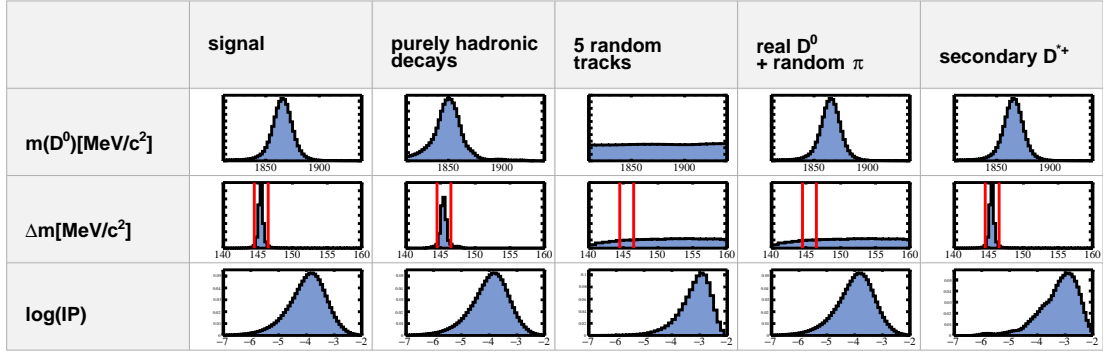 signal
purely hadronic
decays
5 random
tracks
real D⁰
+ random π
secondary D*⁺
m(D⁰)[MeV/c²]
1850 1900
1850 1900
1850 1900
1850 1900
1850 1900
Δm[MeV/c²]
140 145 150 155 160
140 145 150 155 160
140 145 150 155 160
140 145 150 155 160
140 145 150 155 160
log(IP)
−7 −6 −5 −4 −3 −2
−7 −6 −5 −4 −3 −2
−7 −6 −5 −4 −3 −2
−7 −6 −5 −4 −3 −2
−7 −6 −5 −4 −3 −2